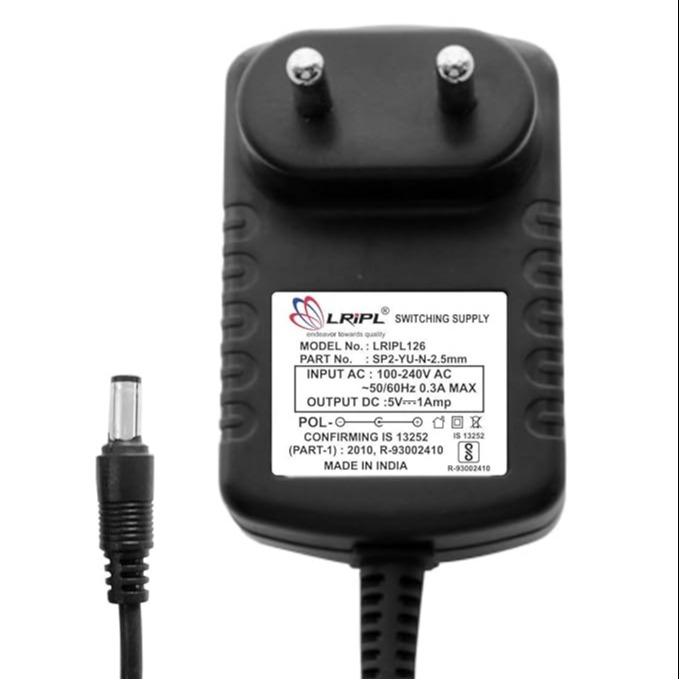 LRIPL® SWITCHING SUPPLY
endeavor towards quality
MODEL No. : LRIPL126
PART No. : SP2-YU-N-2.5mm
INPUT AC : 100-240V AC
~50/60Hz 0.3A MAX
OUTPUT DC :5V⎓1Amp
POL-
CONFIRMING IS 13252
(PART-1) : 2010, R-93002410
MADE IN INDIA
IS 13252
R-93002410